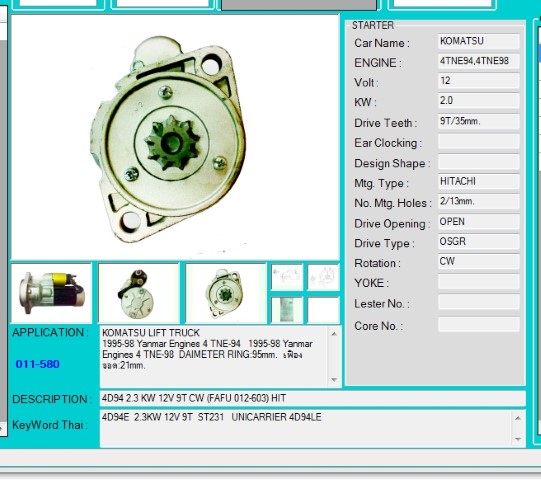 STARTER
Car Name : KOMATSU
ENGINE : 4TNE94,4TNE98
Volt : 12
KW : 2.0
Drive Teeth : 9T/35mm.
Ear Clocking :
Design Shape :
Mtg. Type : HITACHI
No. Mtg. Holes : 2/13mm.
Drive Opening : OPEN
Drive Type : OSGR
Rotation : CW
YOKE :
Lester No. :
Core No. :
APPLICATION : KOMATSU LIFT TRUCK
1995-98 Yanmar Engines 4 TNE-94 1995-98 Yanmar
Engines 4 TNE-98 DAIMETER RING:95mm. เฟือง
จอด:21mm.
011-580
DESCRIPTION : 4D94 2.3 KW 12V 9T CW (FAFU 012-603) HIT
KeyWord Thai : 4D94E 2.3KW 12V 9T ST231 UNICARRIER 4D94LE